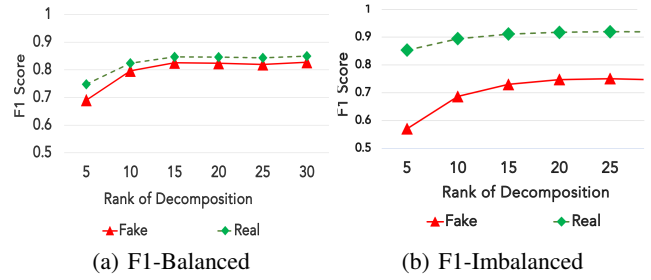 1
0.9
0.8
0.7
0.6
0.5
F1 Score
5 10 15 20 25 30
Rank of Decomposition
Fake Real
(a) F1-Balanced
1
0.9
0.8
0.7
0.6
0.5
F1 Score
5 10 15 20 25
Rank of Decomposition
Fake Real
(b) F1-Imbalanced